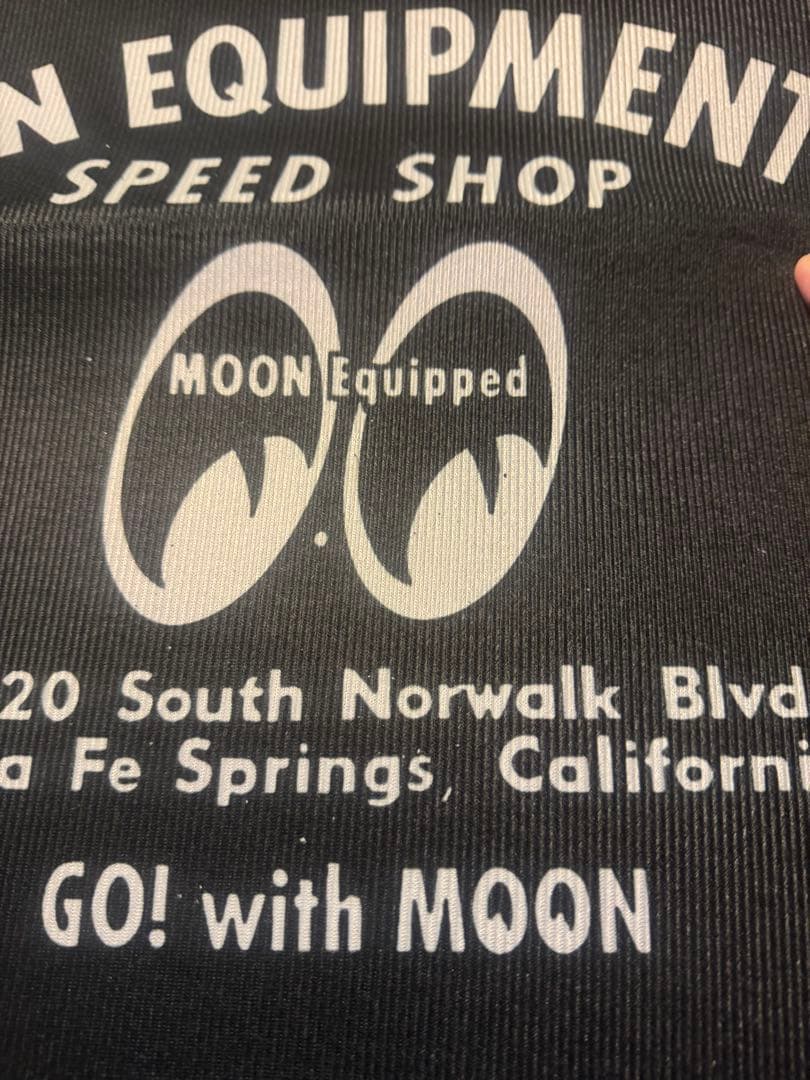 N EQUIPMENT
SPEED SHOP
MOON Equipped
20 South Norwalk Blvd
a Fe Springs, Californi
GO! with MOON